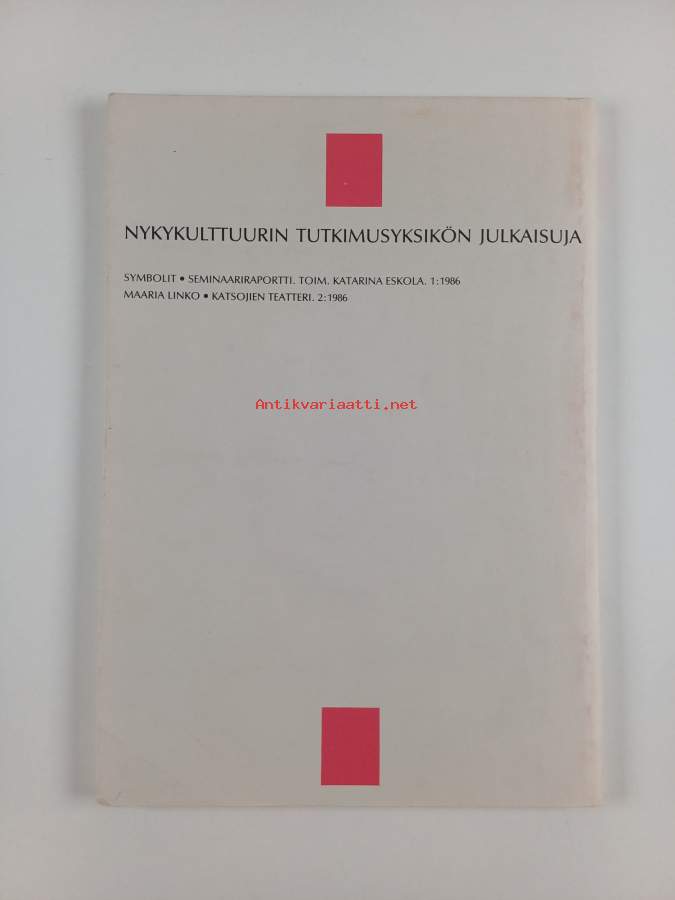 NYKYKULTTUURIN TUTKIMUSYKSIKÖN JULKAISUJA
SYMBOLIT • SEMINAARIRAPORTTI. TOIM. KATARINA ESKOLA. 1:1986
MAARIA LINKO • KATSOJIEN TEATTERI. 2:1986
Antikvariaatti.net